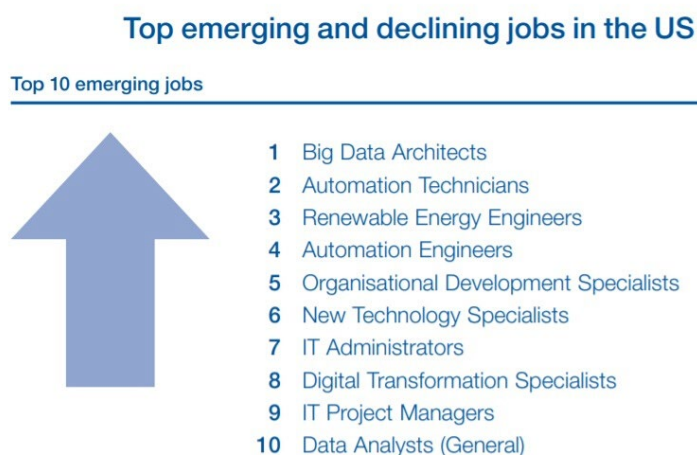 Top emerging and declining jobs in the US
Top 10 emerging jobs
1 Big Data Architects
2 Automation Technicians
3 Renewable Energy Engineers
4 Automation Engineers
5 Organisational Development Specialists
6 New Technology Specialists
7 IT Administrators
8 Digital Transformation Specialists
9 IT Project Managers
10 Data Analysts (General)